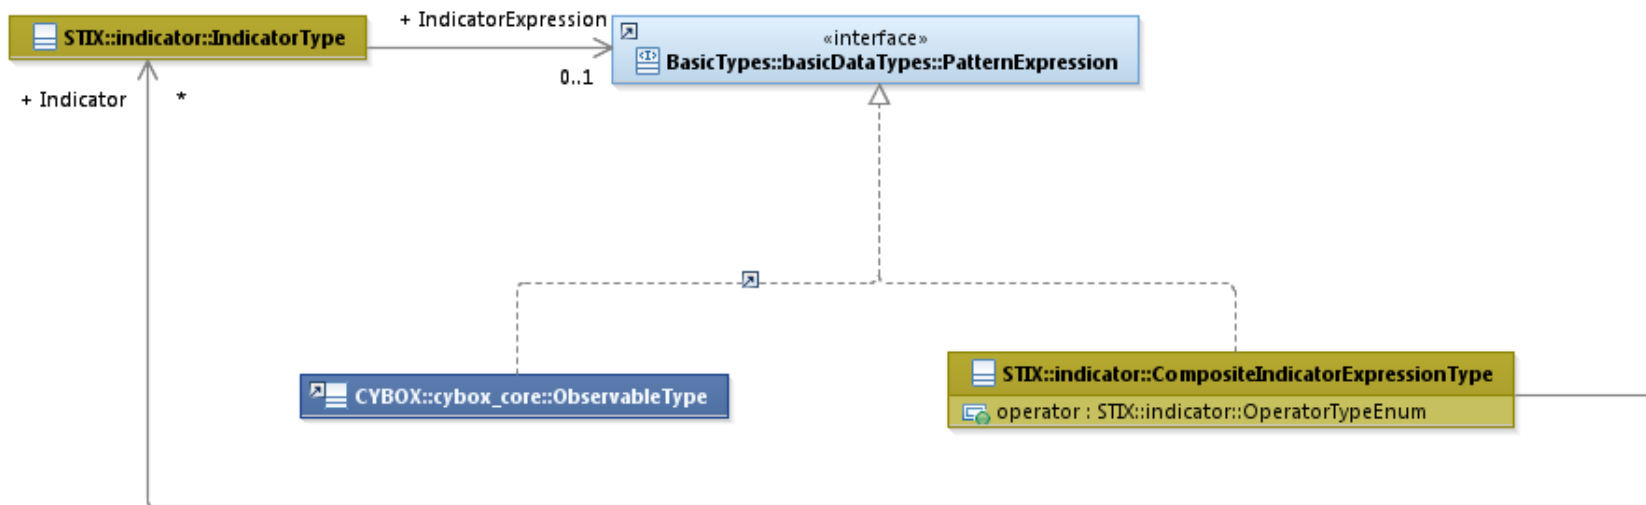 STIX::indicator::IndicatorType
+ IndicatorExpression
0..1
«interface»
BasicTypes::basicDataTypes::PatternExpression
+ Indicator
*
CYBOX::cybox_core::ObservableType
STIX::indicator::CompositeIndicatorExpressionType
operator : STIX::indicator::OperatorTypeEnum